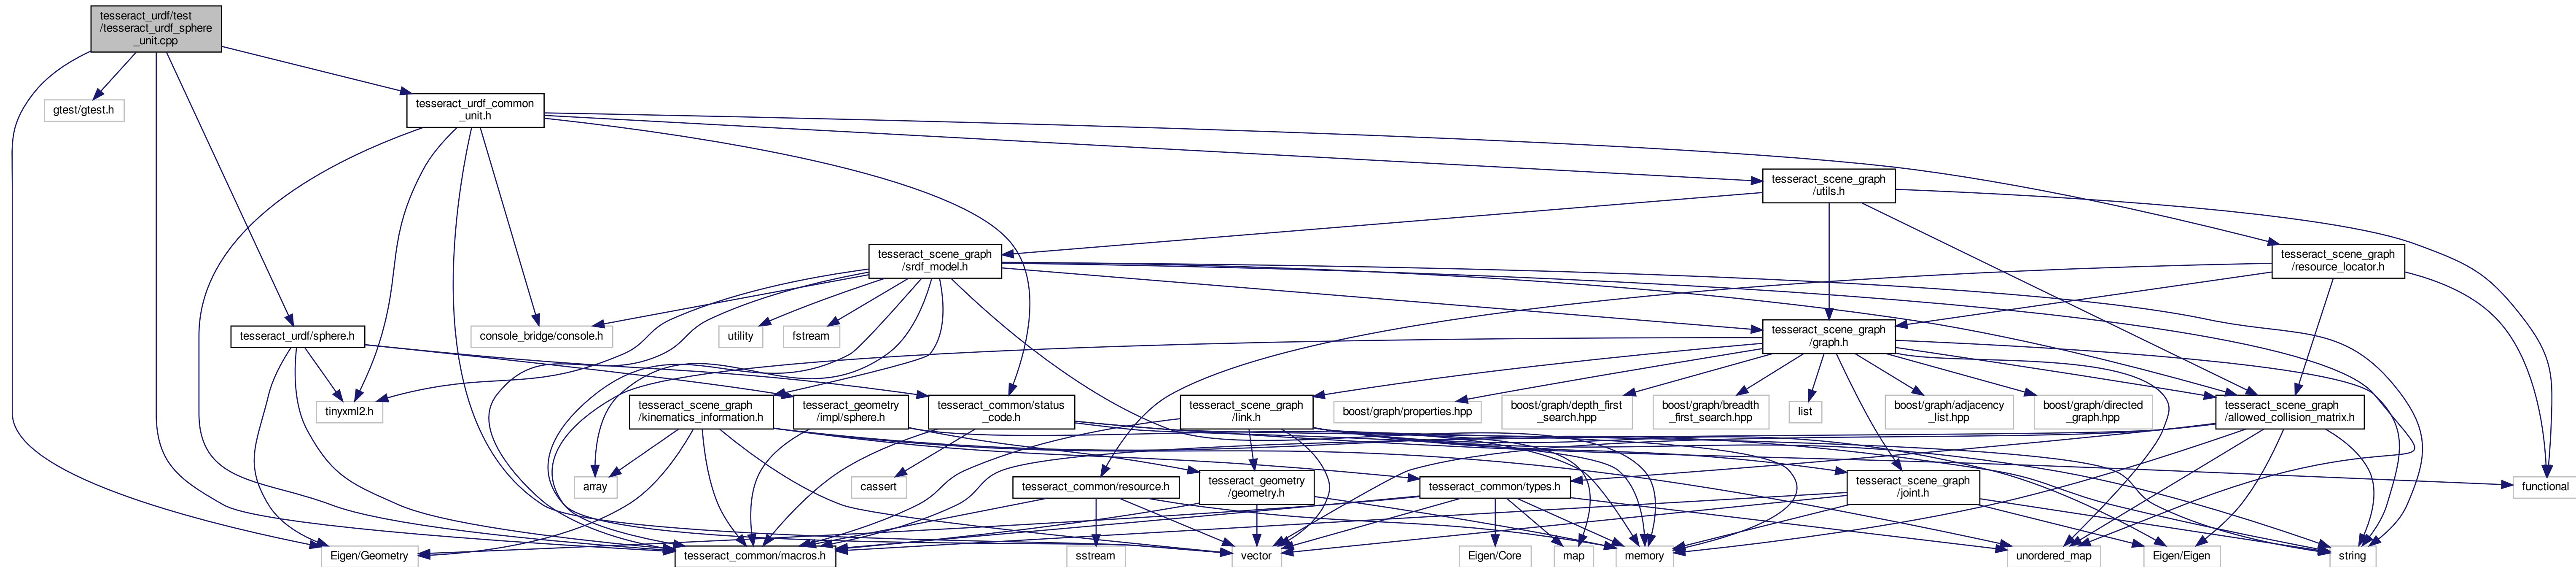 tesseract_urdf/test
/tesseract_urdf_sphere
_unit.cpp
gtest/gtest.h
tesseract_urdf_common
_unit.h
tesseract_scene_graph
/utils.h
tesseract_scene_graph
/srdf_model.h
tesseract_scene_graph
/resource_locator.h
tesseract_urdf/sphere.h
console_bridge/console.h
utility
fstream
tesseract_scene_graph
/graph.h
tinyxml2.h
tesseract_scene_graph
/kinematics_information.h
tesseract_geometry
/impl/sphere.h
tesseract_common/status
_code.h
tesseract_scene_graph
/link.h
boost/graph/properties.hpp
boost/graph/depth_first
_search.hpp
boost/graph/breadth
_first_search.hpp
list
boost/graph/adjacency
_list.hpp
boost/graph/directed
_graph.hpp
tesseract_scene_graph
/allowed_collision_matrix.h
array
cassert
tesseract_common/resource.h
tesseract_geometry
/geometry.h
tesseract_common/types.h
tesseract_scene_graph
/joint.h
functional
Eigen/Geometry
tesseract_common/macros.h
sstream
vector
Eigen/Core
map
memory
unordered_map
Eigen/Eigen
string